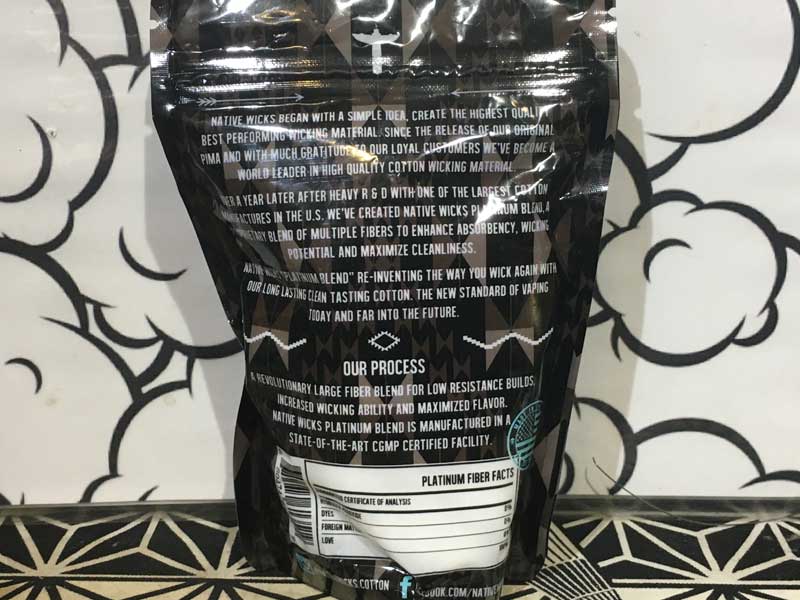 NATIVE WICKS BEGAN WITH A SIMPLE IDEA, CREATE THE HIGHEST QUALITY
BEST PERFORMING WICKING MATERIAL. SINCE THE RELEASE OF OUR ORIGINAL
PIMA AND WITH MUCH GRATITUDE TO OUR LOYAL CUSTOMERS WE'VE BECOME A
WORLD LEADER IN HIGH QUALITY COTTON WICKING MATERIAL.
OVER A YEAR LATER AFTER HEAVY R & D WITH ONE OF THE LARGEST COTTON
MANUFACTURES IN THE U.S. WE'VE CREATED NATIVE WICKS PLATINUM BLEND, A
BLEND OF MULTIPLE FIBERS TO ENHANCE ABSORBENCY, WICKING
POTENTIAL AND MAXIMIZE CLEANLINESS.
NATIVE WICKS "PLATINUM BLEND" RE-INVENTING THE WAY YOU WICK AGAIN WITH
OUR LONG LASTING CLEAN TASTING COTTON. THE NEW STANDARD OF VAPING
TODAY AND FAR INTO THE FUTURE.
OUR PROCESS
A REVOLUTIONARY LARGE FIBER BLEND FOR LOW RESISTANCE BUILDS,
INCREASED WICKING ABILITY AND MAXIMIZED FLAVOR.
NATIVE WICKS PLATINUM BLEND IS MANUFACTURED IN A
STATE-OF-THE-ART CGMP CERTIFIED FACILITY.
PLATINUM FIBER FACTS
CERTIFICATE OF ANALYSIS
DYES 0%
FOREIGN
LOVE
COTTON